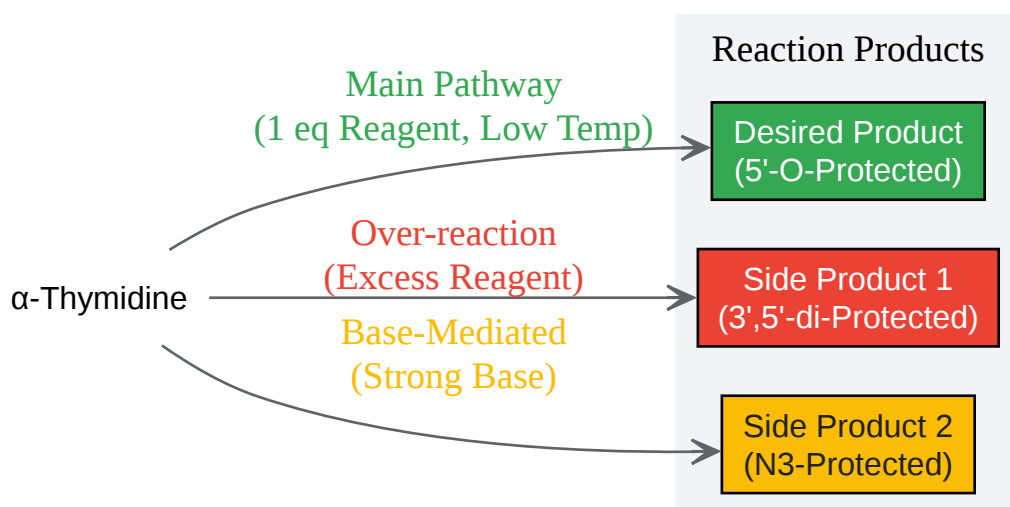 Reaction Products
Main Pathway
(1 eq Reagent, Low Temp)
Desired Product
(5'-O-Protected)
Over-reaction
(Excess Reagent)
α-Thymidine
Side Product 1
(3',5'-di-Protected)
Base-Mediated
(Strong Base)
Side Product 2
(N3-Protected)